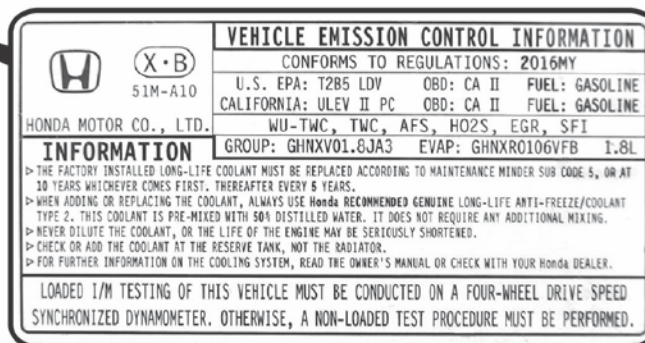 VEHICLE EMISSION CONTROL INFORMATION
CONFORMS TO REGULATIONS: 2016MY
X·B
51M-A10
U.S. EPA: T2B5 LDV OBD: CA II FUEL: GASOLINE
CALIFORNIA: ULEV II PC OBD: CA II FUEL: GASOLINE
HONDA MOTOR CO., LTD.
WU-TWC, TWC, AFS, HO2S, EGR, SFI
INFORMATION
GROUP: GHNXV01.8JA3 EVAP: GHNXR0106VFB 1.8L
▷THE FACTORY INSTALLED LONG-LIFE COOLANT MUST BE REPLACED ACCORDING TO MAINTENANCE MINDER SUB CODE 5, OR AT
10 YEARS WHICHEVER COMES FIRST. THEREAFTER EVERY 5 YEARS.
▷WHEN ADDING OR REPLACING THE COOLANT, ALWAYS USE Honda RECOMMENDED GENUINE LONG-LIFE ANTI-FREEZE/COOLANT
TYPE 2. THIS COOLANT IS PRE-MIXED WITH 50% DISTILLED WATER. IT DOES NOT REQUIRE ANY ADDITIONAL MIXING.
▷NEVER DILUTE THE COOLANT, OR THE LIFE OF THE ENGINE MAY BE SERIOUSLY SHORTENED.
▷CHECK OR ADD THE COOLANT AT THE RESERVE TANK, NOT THE RADIATOR.
▷FOR FURTHER INFORMATION ON THE COOLING SYSTEM, READ THE OWNER'S MANUAL OR CHECK WITH YOUR Honda DEALER.
LOADED I/M TESTING OF THIS VEHICLE MUST BE CONDUCTED ON A FOUR-WHEEL DRIVE SPEED
SYNCHRONIZED DYNAMOMETER. OTHERWISE, A NON-LOADED TEST PROCEDURE MUST BE PERFORMED.